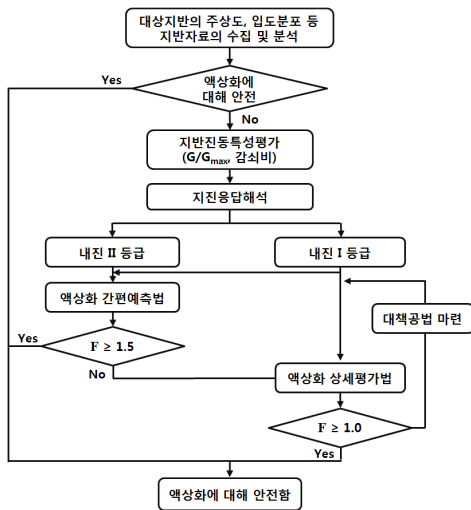 대상지반의 주상도, 입도분포 등
지반자료의 수집 및 분석
Yes
액상화에
대해 안전
No
지반진동특성평가
(G/Gmax, 감쇠비)
지진응답해석
내진 II 등급
내진 I 등급
액상화 간편예측법
대책공법 마련
Yes
F ≥ 1.5
No
액상화 상세평가법
F ≥ 1.0
Yes
액상화에 대해 안전함